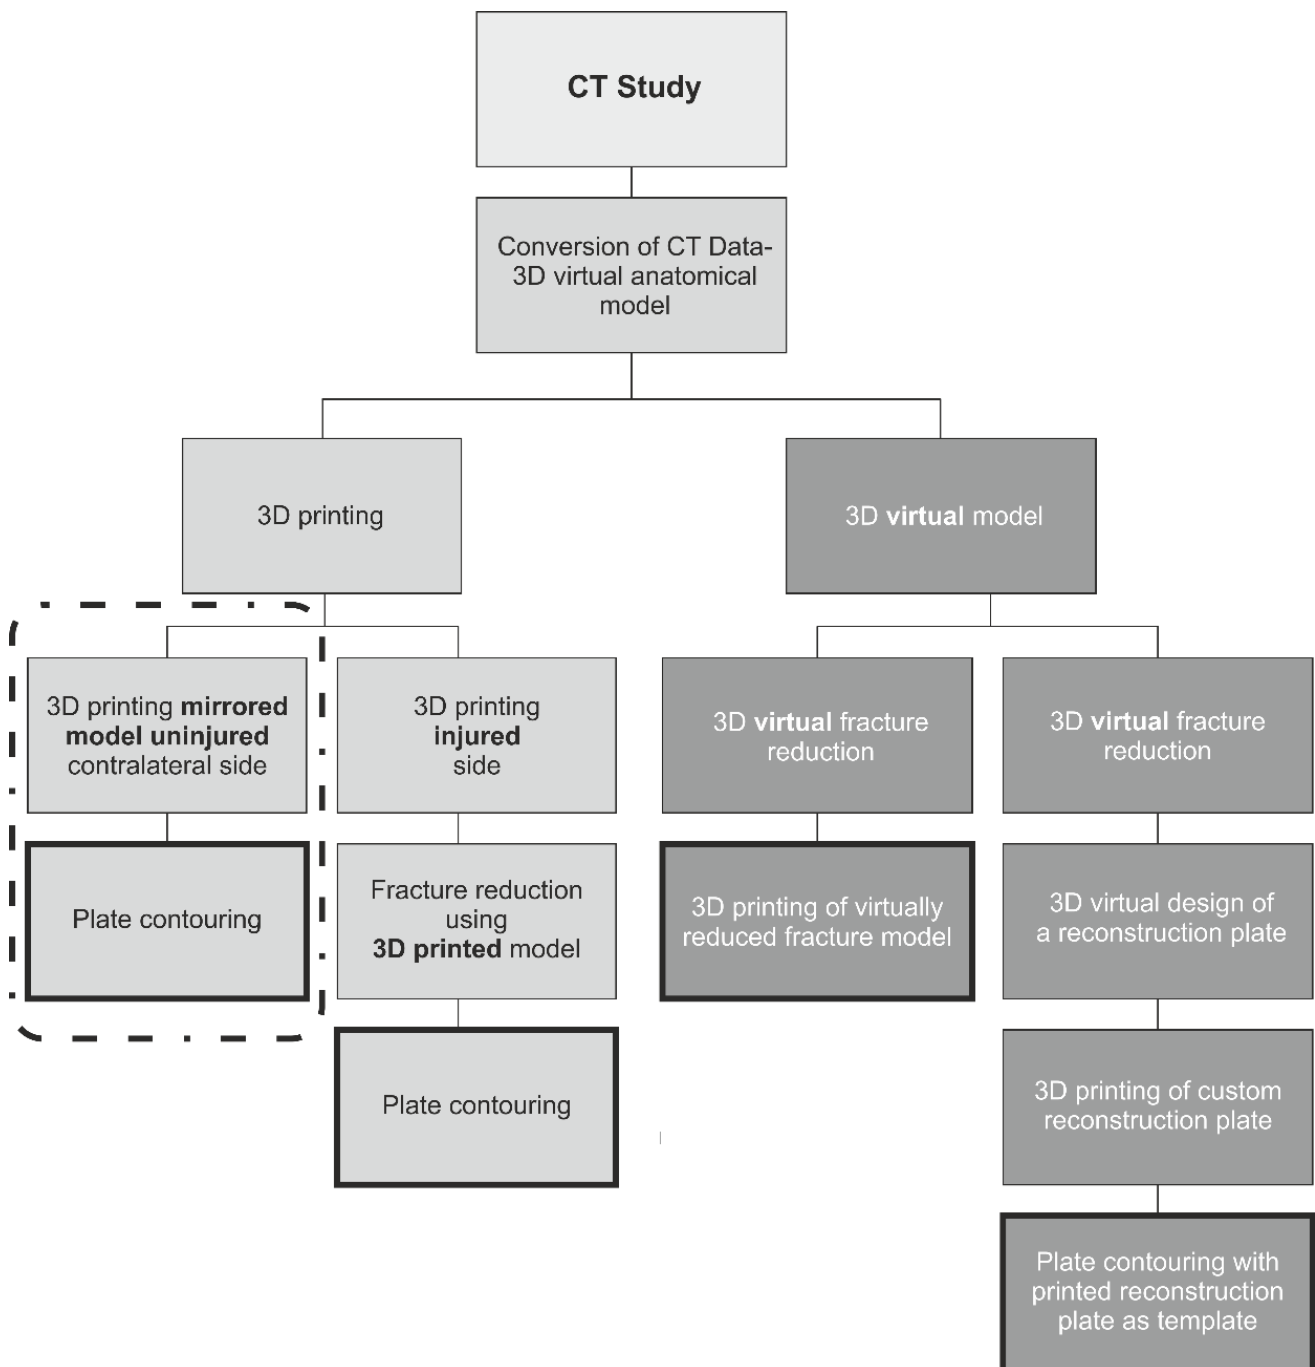 CT Study
Conversion of CT Data-
3D virtual anatomical
model
3D printing
3D virtual model
3D printing mirrored
model uninjured
contralateral side
3D printing
injured
side
3D virtual fracture
reduction
3D virtual fracture
reduction
Plate contouring
Fracture reduction
using
3D printed model
3D printing of virtually
reduced fracture model
3D virtual design of
a reconstruction plate
Plate contouring
3D printing of custom
reconstruction plate
Plate contouring with
printed reconstruction
plate as template